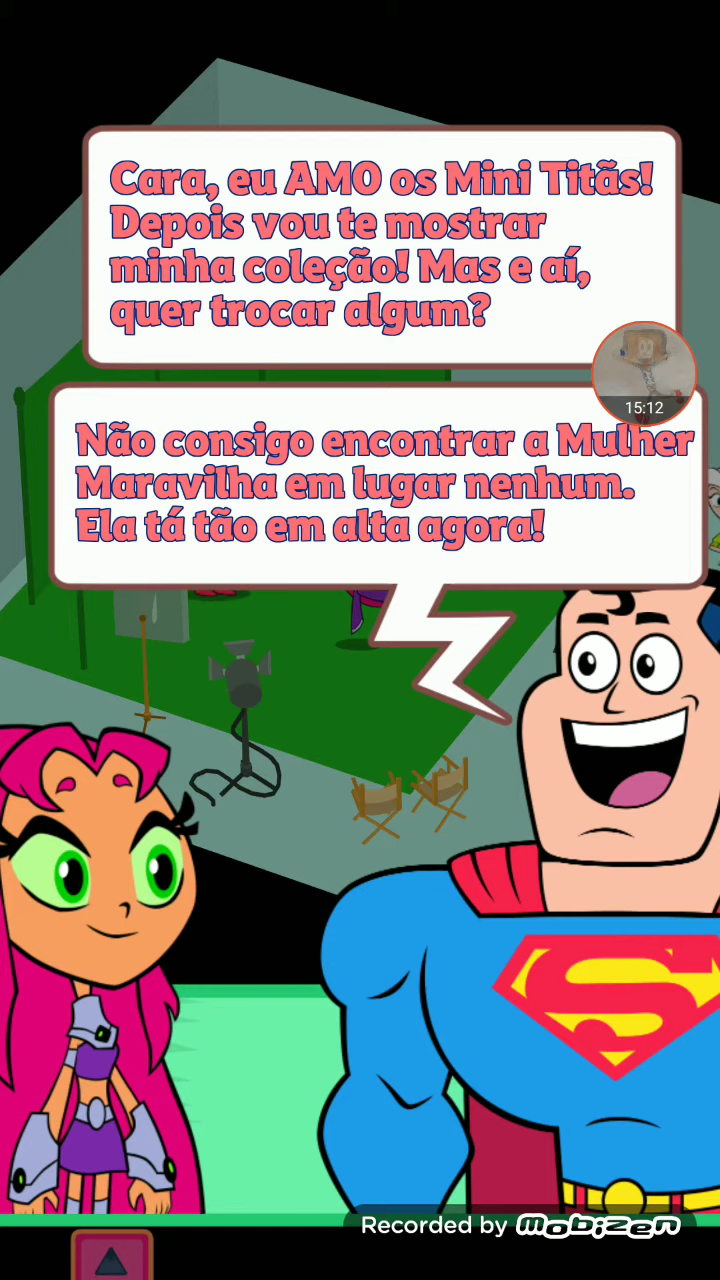 Cara, eu AMO os Mini Titãs!
Depois vou te mostrar
minha coleção! Mas e aí,
quer trocar algum?
15:12
Não consigo encontrar a Mulher
Maravilha em lugar nenhum.
Ela tá tão em alta agora!
S
Recorded by mobizen